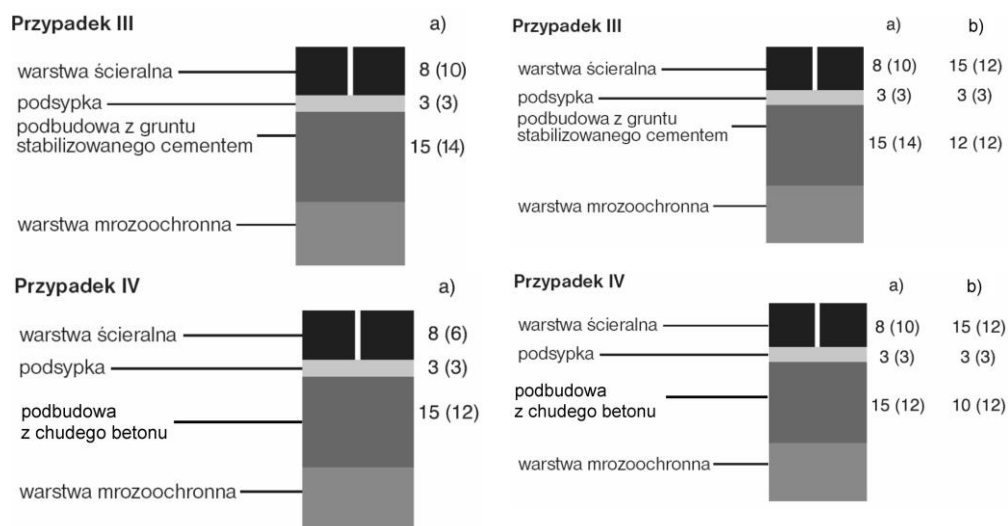 Przypadek III a)
warstwa ścieralna 8 (10)
podsypka 3 (3)
podbudowa z gruntu
stabilizowanego cementem 15 (14)
warstwa mrozoochronna
Przypadek III a) b)
warstwa ścieralna 8 (10) 15 (12)
podsypka 3 (3) 3 (3)
podbudowa z gruntu
stabilizowanego cementem 15 (14) 12 (12)
warstwa mrozoochronna
Przypadek IV a)
warstwa ścieralna 8 (6)
podsypka 3 (3)
podbudowa 15 (12)
z chudego betonu
warstwa mrozoochronna
Przypadek IV a) b)
warstwa ścieralna 8 (10) 15 (12)
podsypka 3 (3) 3 (3)
podbudowa
z chudego betonu 15 (12) 10 (12)
warstwa mrozoochronna